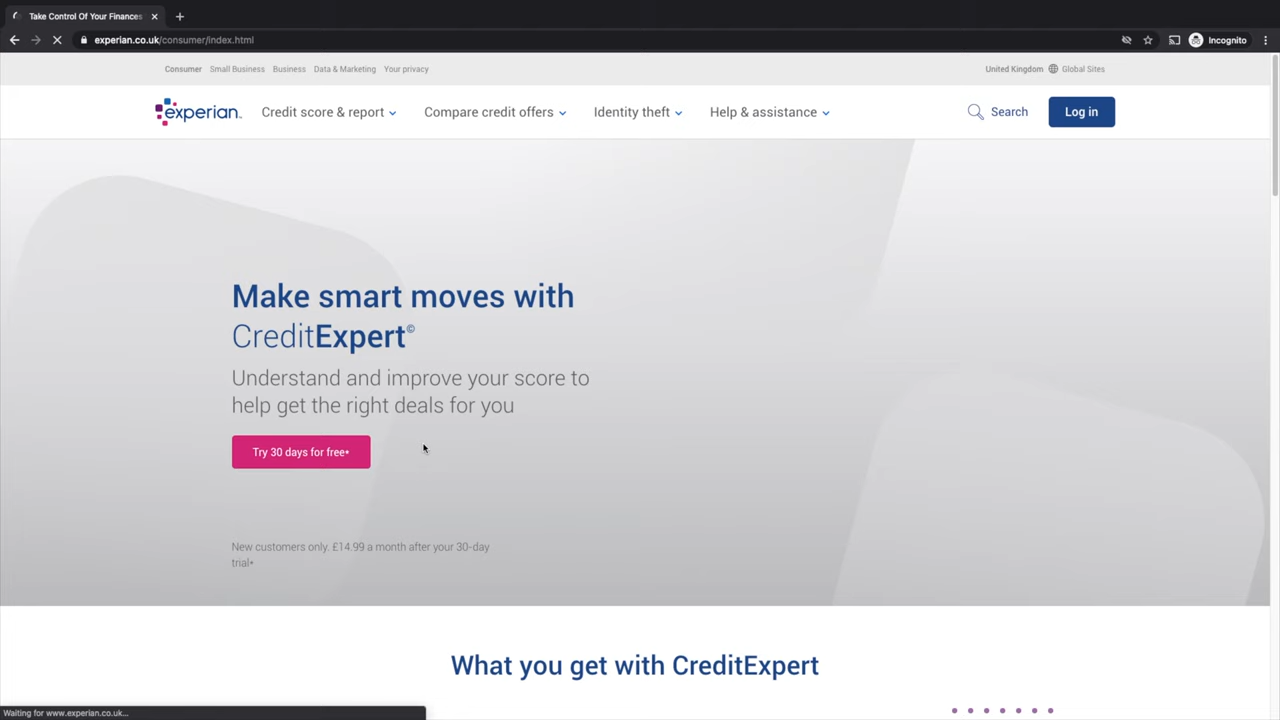 Take Control Of Your Finances
experian.co.uk/consumer/index.html
Incognito
Consumer Small Business Business Data & Marketing Your privacy
United Kingdom Global Sites
experian.
Credit score & report Compare credit offers Identity theft Help & assistance
Search Log in
Make smart moves with
CreditExpert©
Understand and improve your score to
help get the right deals for you
Try 30 days for free*
New customers only. £14.99 a month after your 30-day
trial*
What you get with CreditExpert
Waiting for www.experian.co.uk...